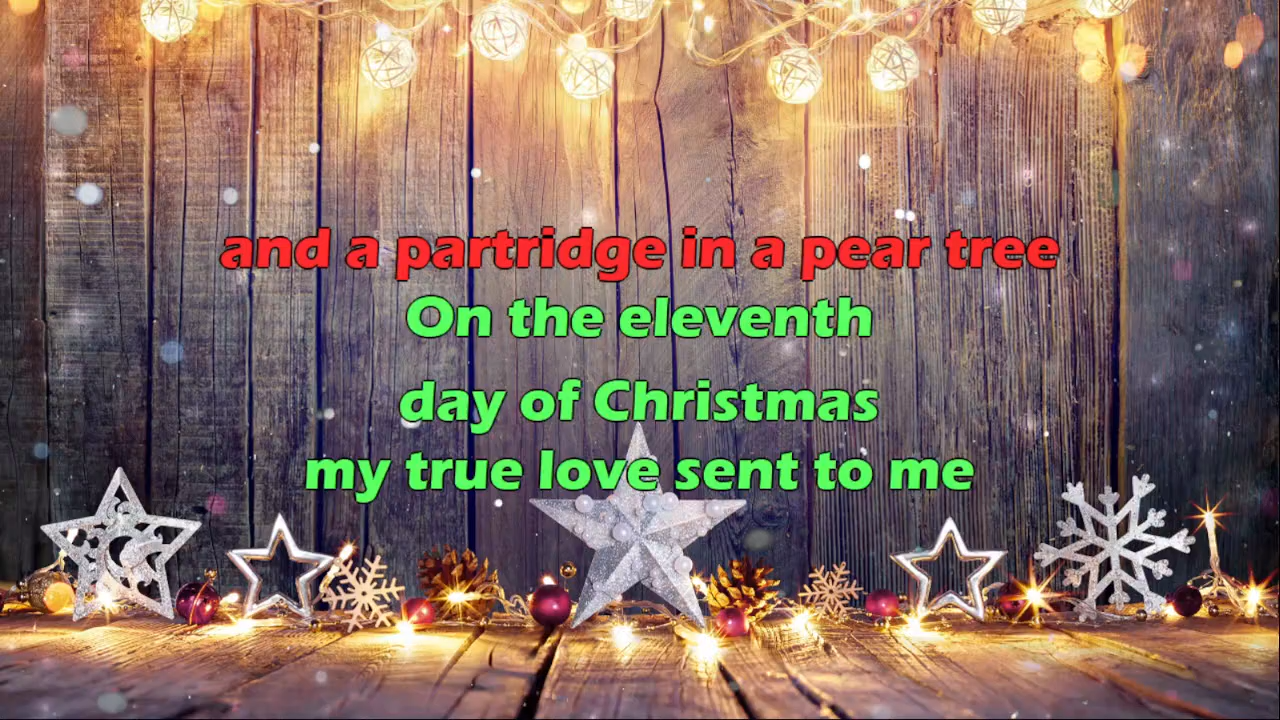 and a partridge in a pear tree
On the eleventh
day of Christmas
my true love sent to me